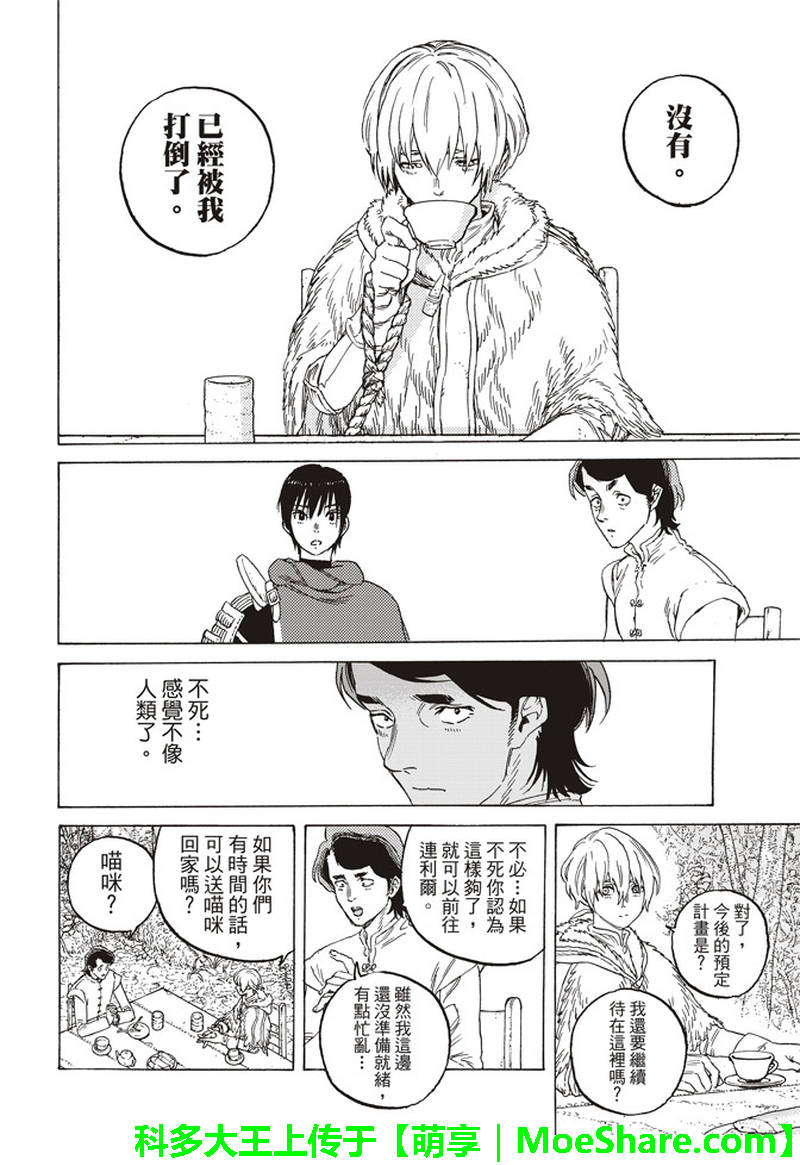 沒有。
已經被我
打倒了。
不死…
感覺不像
人類了。
對了，
今後的預定
計畫是？
我還要繼續
待在這裡嗎？
不必…如果
不死你認為
這樣夠了，
就可以前往
連利爾。
雖然我這邊
還沒準備就緒，
有點忙亂…
如果你們
有時間的話，
可以送喵咪
回家嗎？
喵咪？
科多大王上传于【萌享 | MoeShare.com】